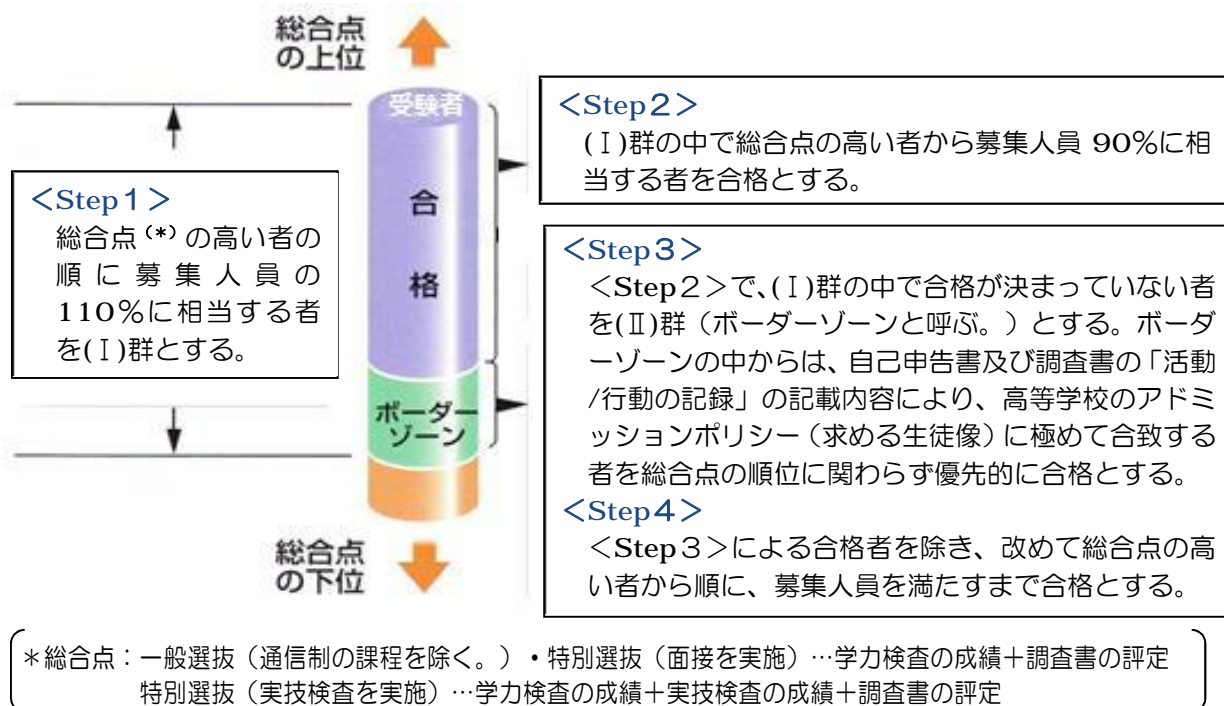 総合点
の上位
受験者
合
格
ボーダー
ゾーン
総合点
の下位
＜Step１＞
総合点(*)の高い者の
順に募集人員の
110％に相当する者
を(Ⅰ)群とする。
＜Step２＞
(Ⅰ)群の中で総合点の高い者から募集人員 90％に相
当する者を合格とする。
＜Step３＞
＜Step２＞で、(Ⅰ)群の中で合格が決まっていない者
を(Ⅱ)群（ボーダーゾーンと呼ぶ。）とする。ボーダ
ーゾーンの中からは、自己申告書及び調査書の「活動
/行動の記録」の記載内容により、高等学校のアドミ
ッションポリシー（求める生徒像）に極めて合致する
者を総合点の順位に関わらず優先的に合格とする。
＜Step４＞
＜Step３＞による合格者を除き、改めて総合点の高
い者から順に、募集人員を満たすまで合格とする。
＊総合点：一般選抜（通信制の課程を除く。）・特別選抜（面接を実施）…学力検査の成績＋調査書の評定
特別選抜（実技検査を実施）…学力検査の成績＋実技検査の成績＋調査書の評定